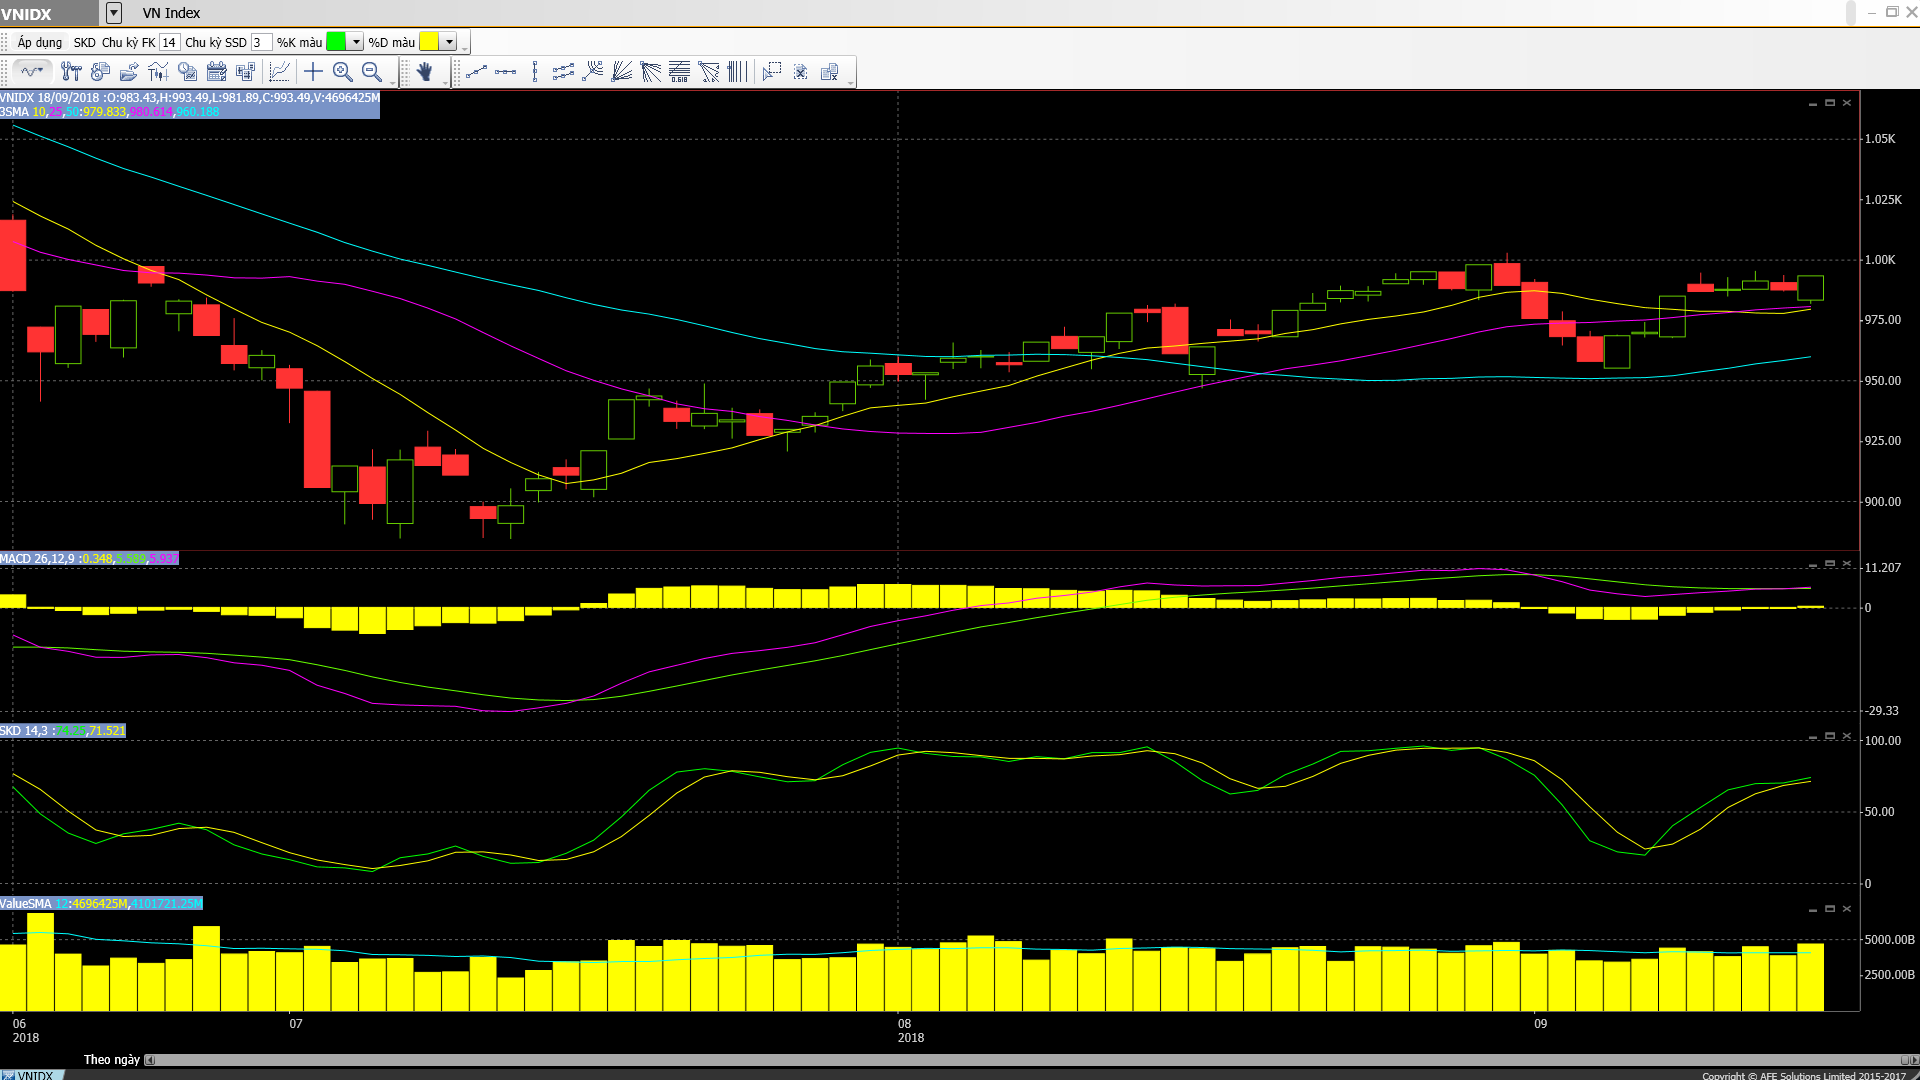 VNIDX
VN Index
Áp dụng SKD Chu kỳ FK 14 Chu kỳ SSD 3 %K màu %D màu
0.618
VNIDX 18/09/2018 :O:983.43,H:993.49,L:981.89,C:993.49,V:4696425M
3SMA 10,25,50:979.833,980.614,960.188
1.05K
1.025K
1.00K
975.00
950.00
925.00
900.00
MACD 26,12,9 :0.348,5.589,5.937
11.207
0
-29.33
SKD 14,3 :
71.521
100.00
50.00
0
ValueSMA 12:4696425M,4101721.25M
5000.00B
2500.00B
06 07 08 09
2018 2018
Theo ngày
VNIDX
Copyright © AFE Solutions Limited 2015-2017